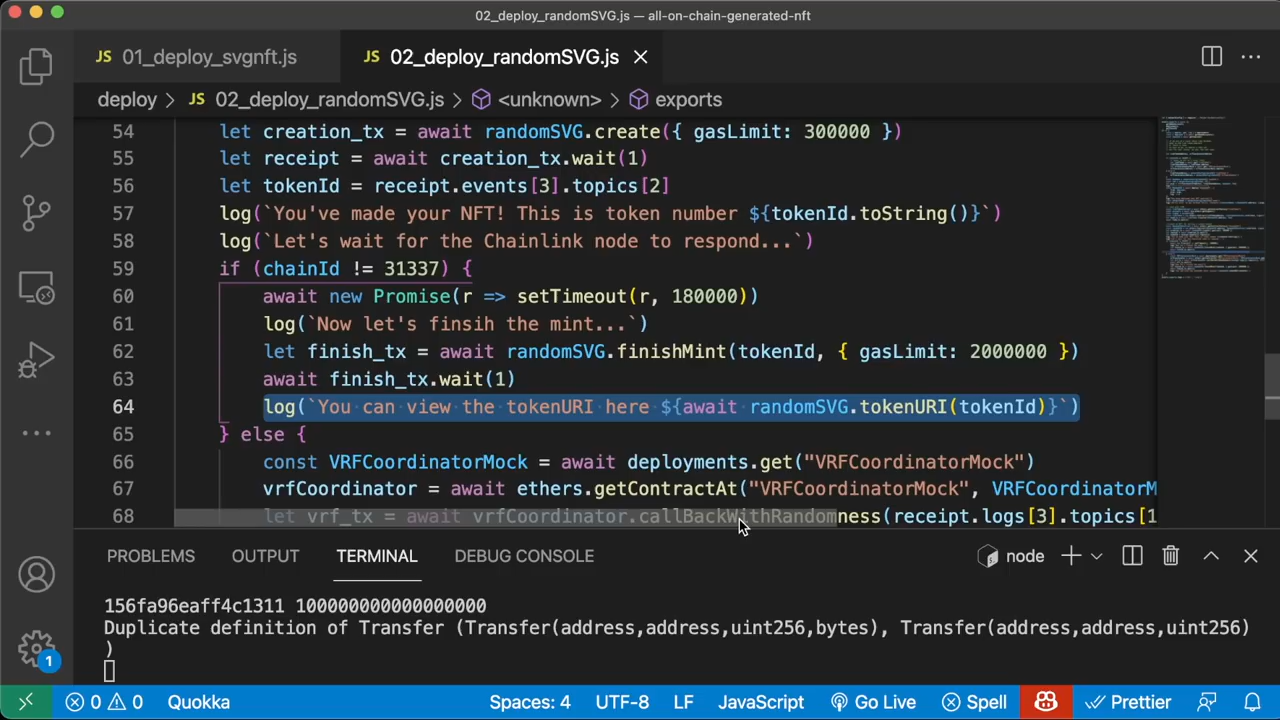 02_deploy_randomSVG.js — all-on-chain-generated-nft
JS 01_deploy_svgnft.js JS 02_deploy_randomSVG.js
deploy > JS 02_deploy_randomSVG.js > <unknown> > exports
54 let creation_tx = await randomSVG.create({ gasLimit: 300000 })
55 let receipt = await creation_tx.wait(1)
56 let tokenId = receipt.events[3].topics[2]
57 log(`You've made your NFT! This is token number ${tokenId.toString()}`)
58 log(`Let's wait for the Chainlink node to respond...`)
59 if (chainId != 31337) {
60 await new Promise(r => setTimeout(r, 180000))
61 log(`Now let's finsih the mint...`)
62 let finish_tx = await randomSVG.finishMint(tokenId, { gasLimit: 2000000 })
63 await finish_tx.wait(1)
64 log(`You can view the tokenURI here ${await randomSVG.tokenURI(tokenId)}`)
65 } else {
66 const VRFCoordinatorMock = await deployments.get("VRFCoordinatorMock")
67 vrfCoordinator = await ethers.getContractAt("VRFCoordinatorMock", VRFCoordinatorM
68 let vrf_tx = await vrfCoordinator.callBackWithRandomness(receipt.logs[3].topics[1
PROBLEMS OUTPUT TERMINAL DEBUG CONSOLE node
156fa96eaff4c1311 100000000000000000
Duplicate definition of Transfer (Transfer(address,address,uint256,bytes), Transfer(address,address,uint256)
)
1
0 0 Quokka Spaces: 4 UTF-8 LF JavaScript Go Live Spell Prettier